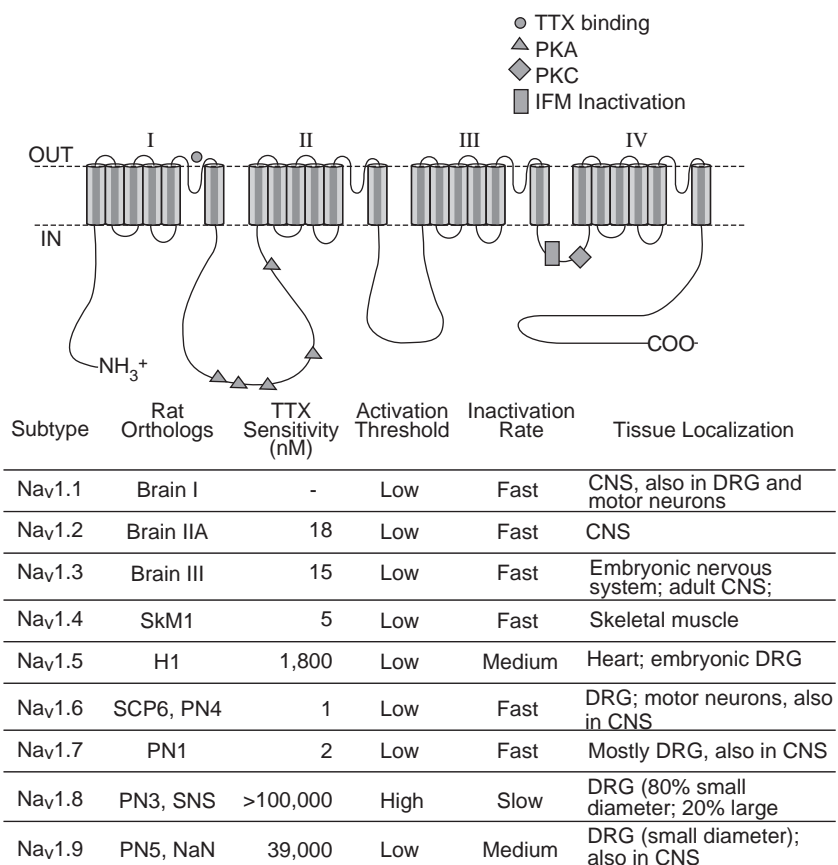 TTX binding
PKA
PKC
IFM Inactivation
I II III IV
OUT
IN
NH3+
COO-
Subtype Rat Orthologs TTX Sensitivity (nM) Activation Threshold Inactivation Rate Tissue Localization
NaV1.1 Brain I - Low Fast CNS, also in DRG and motor neurons
NaV1.2 Brain IIA 18 Low Fast CNS
NaV1.3 Brain III 15 Low Fast Embryonic nervous system; adult CNS;
NaV1.4 SkM1 5 Low Fast Skeletal muscle
NaV1.5 H1 1,800 Low Medium Heart; embryonic DRG
NaV1.6 SCP6, PN4 1 Low Fast DRG; motor neurons, also in CNS
NaV1.7 PN1 2 Low Fast Mostly DRG, also in CNS
NaV1.8 PN3, SNS >100,000 High Slow DRG (80% small diameter; 20% large
NaV1.9 PN5, NaN 39,000 Low Medium DRG (small diameter); also in CNS